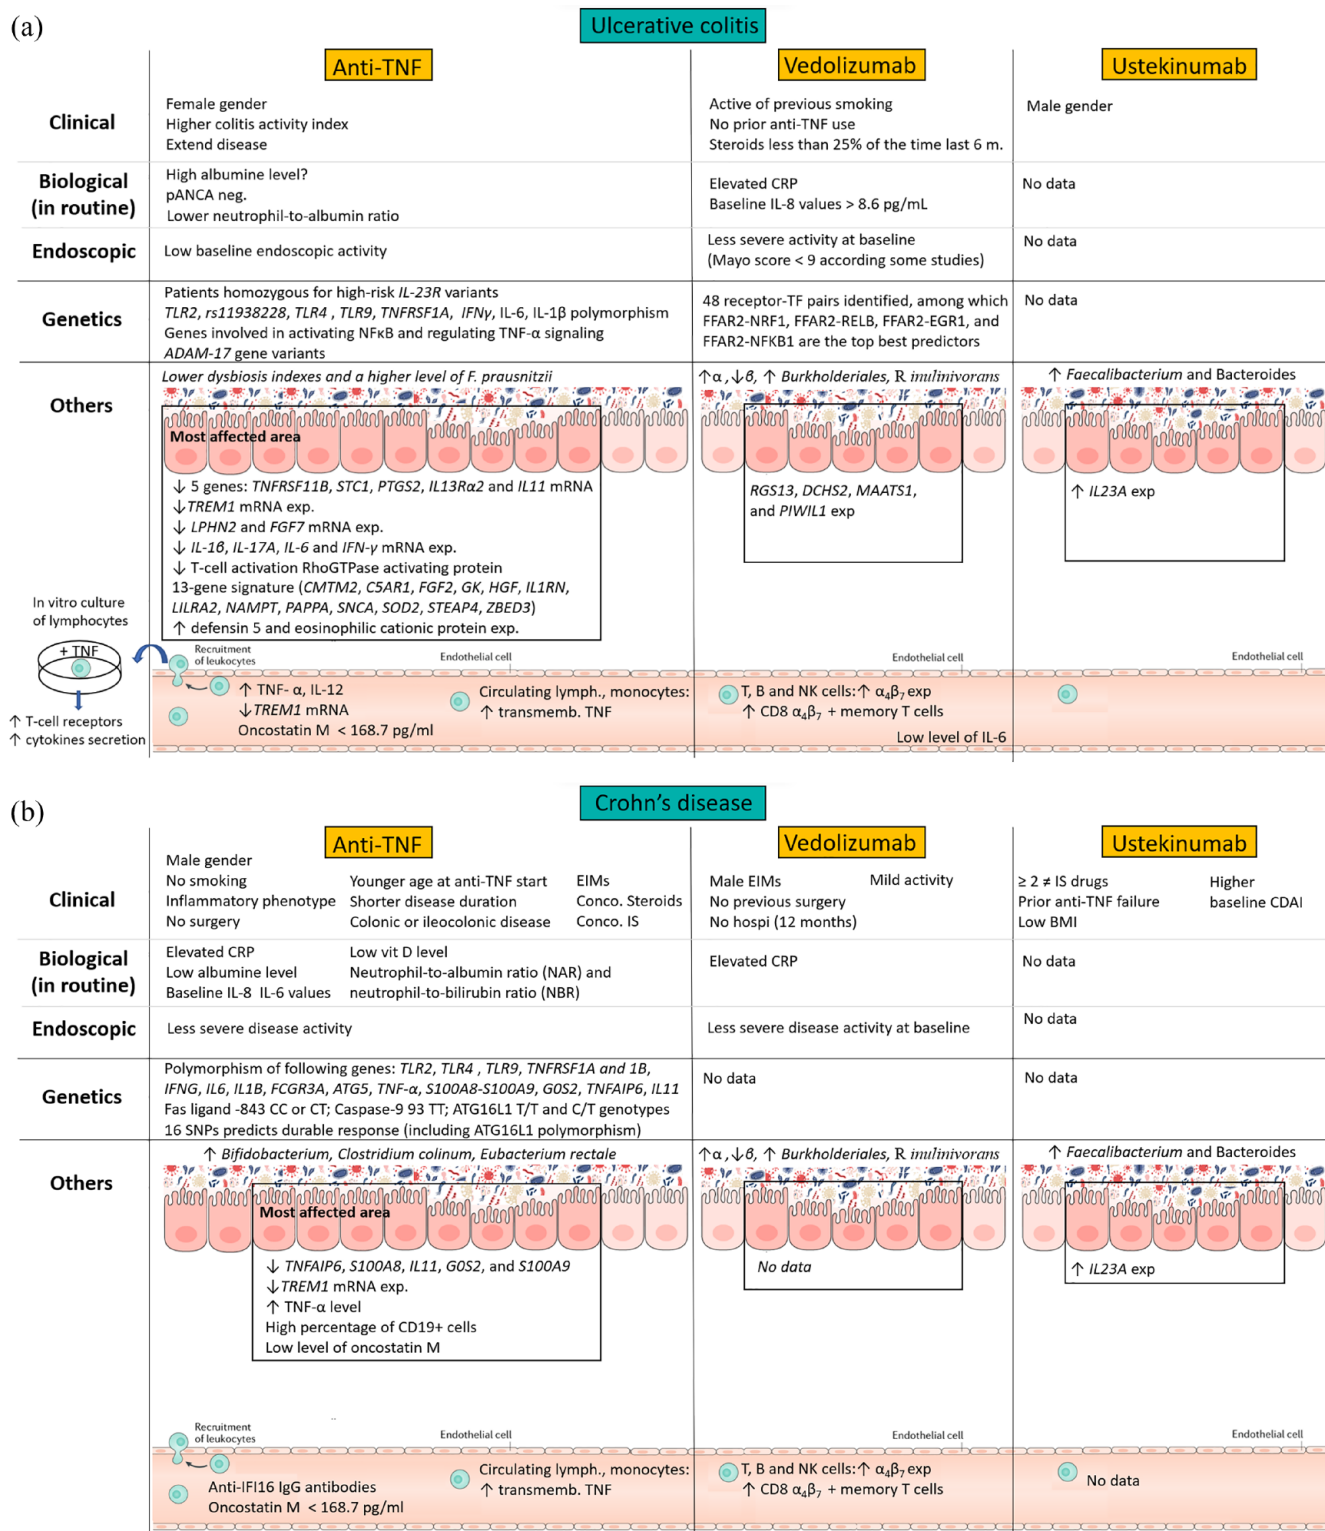 (a)
Ulcerative colitis
Anti-TNF
Vedolizumab
Ustekinumab
Clinical
Female gender
Higher colitis activity index
Extend disease
Active of previous smoking
No prior anti-TNF use
Steroids less than 25% of the time last 6 m.
Male gender
Biological
(in routine)
High albumine level?
pANCA neg.
Lower neutrophil-to-albumin ratio
Elevated CRP
Baseline IL-8 values > 8.6 pg/mL
No data
Endoscopic
Low baseline endoscopic activity
Less severe activity at baseline
(Mayo score < 9 according some studies)
No data
Genetics
Patients homozygous for high-risk IL-23R variants
TLR2, rs11938228, TLR4 , TLR9, TNFRSF1A, IFNγ, IL-6, IL-1β polymorphism
Genes involved in activating NFκB and regulating TNF-α signaling
ADAM-17 gene variants
48 receptor-TF pairs identified, among which
FFAR2-NRF1, FFAR2-RELB, FFAR2-EGR1, and
FFAR2-NFKB1 are the top best predictors
No data
Others
Lower dysbiosis indexes and a higher level of F. prausnitzii
Most affected area
↓ 5 genes: TNFRSF11B, STC1, PTGS2, IL13Rα2 and IL11 mRNA
↓TREM1 mRNA exp.
↓ LPHN2 and FGF7 mRNA exp.
↓ IL-1β, IL-17A, IL-6 and IFN-γ mRNA exp.
↓ T-cell activation RhoGTPase activating protein
13-gene signature (CMTM2, C5AR1, FGF2, GK, HGF, IL1RN,
LILRA2, NAMPT, PAPPA, SNCA, SOD2, STEAP4, ZBED3)
↑ defensin 5 and eosinophilic cationic protein exp.
↑α ,↓β, ↑ Burkholderiales, R inulinivorans
RGS13, DCHS2, MAATS1,
and PIWIL1 exp
↑ Faecalibacterium and Bacteroides
↑ IL23A exp
In vitro culture
of lymphocytes
+ TNF
↑ T-cell receptors
↑ cytokines secretion
Recruitment
of leukocytes
Endothelial cell
Endothelial cell
Endothelial cell
↑ TNF- α, IL-12
↓TREM1 mRNA
Oncostatin M < 168.7 pg/ml
Circulating lymph., monocytes:
↑ transmemb. TNF
T, B and NK cells:↑ α₄β₇ exp
↑ CD8 α₄β₇ + memory T cells
Low level of IL-6
(b)
Crohn's disease
Anti-TNF
Vedolizumab
Ustekinumab
Clinical
Male gender
No smoking
Inflammatory phenotype
No surgery
Younger age at anti-TNF start
Shorter disease duration
Colonic or ileocolonic disease
EIMs
Conco. Steroids
Conco. IS
Male EIMs
No previous surgery
No hospi (12 months)
Mild activity
≥ 2 ≠ IS drugs
Prior anti-TNF failure
Low BMI
Higher
baseline CDAI
Biological
(in routine)
Elevated CRP
Low albumine level
Baseline IL-8 IL-6 values
Low vit D level
Neutrophil-to-albumin ratio (NAR) and
neutrophil-to-bilirubin ratio (NBR)
Elevated CRP
No data
Endoscopic
Less severe disease activity
Less severe disease activity at baseline
No data
Genetics
Polymorphism of following genes: TLR2, TLR4 , TLR9, TNFRSF1A and 1B,
IFNG, IL6, IL1B, FCGR3A, ATG5, TNF-α, S100A8-S100A9, G0S2, TNFAIP6, IL11
Fas ligand -843 CC or CT; Caspase-9 93 TT; ATG16L1 T/T and C/T genotypes
16 SNPs predicts durable response (including ATG16L1 polymorphism)
No data
No data
Others
↑ Bifidobacterium, Clostridium colinum, Eubacterium rectale
Most affected area
↓ TNFAIP6, S100A8, IL11, G0S2, and S100A9
↓TREM1 mRNA exp.
↑ TNF-α level
High percentage of CD19+ cells
Low level of oncostatin M
↑α ,↓β, ↑ Burkholderiales, R inulinivorans
No data
↑ Faecalibacterium and Bacteroides
↑ IL23A exp
Recruitment
of leukocytes
Endothelial cell
Endothelial cell
Endothelial cell
Anti-IFI16 IgG antibodies
Oncostatin M < 168.7 pg/ml
Circulating lymph., monocytes:
↑ transmemb. TNF
T, B and NK cells:↑ α₄β₇ exp
↑ CD8 α₄β₇ + memory T cells
No data